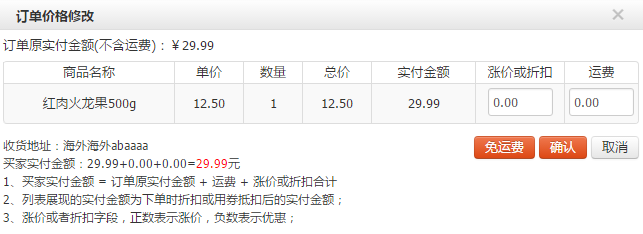 订单价格修改
订单原实付金额(不含运费)：￥29.99
商品名称 单价 数量 总价 实付金额 涨价或折扣 运费
红肉火龙果500g 12.50 1 12.50 29.99 0.00 0.00
收货地址：海外海外abaaaa 免运费 确认 取消
买家实付金额：29.99+0.00+0.00=29.99元
1、买家实付金额 = 订单原实付金额 + 运费 + 涨价或折扣合计
2、列表展现的实付金额为下单时折扣或用券抵扣后的实付金额；
3、涨价或者折扣字段，正数表示涨价，负数表示优惠；